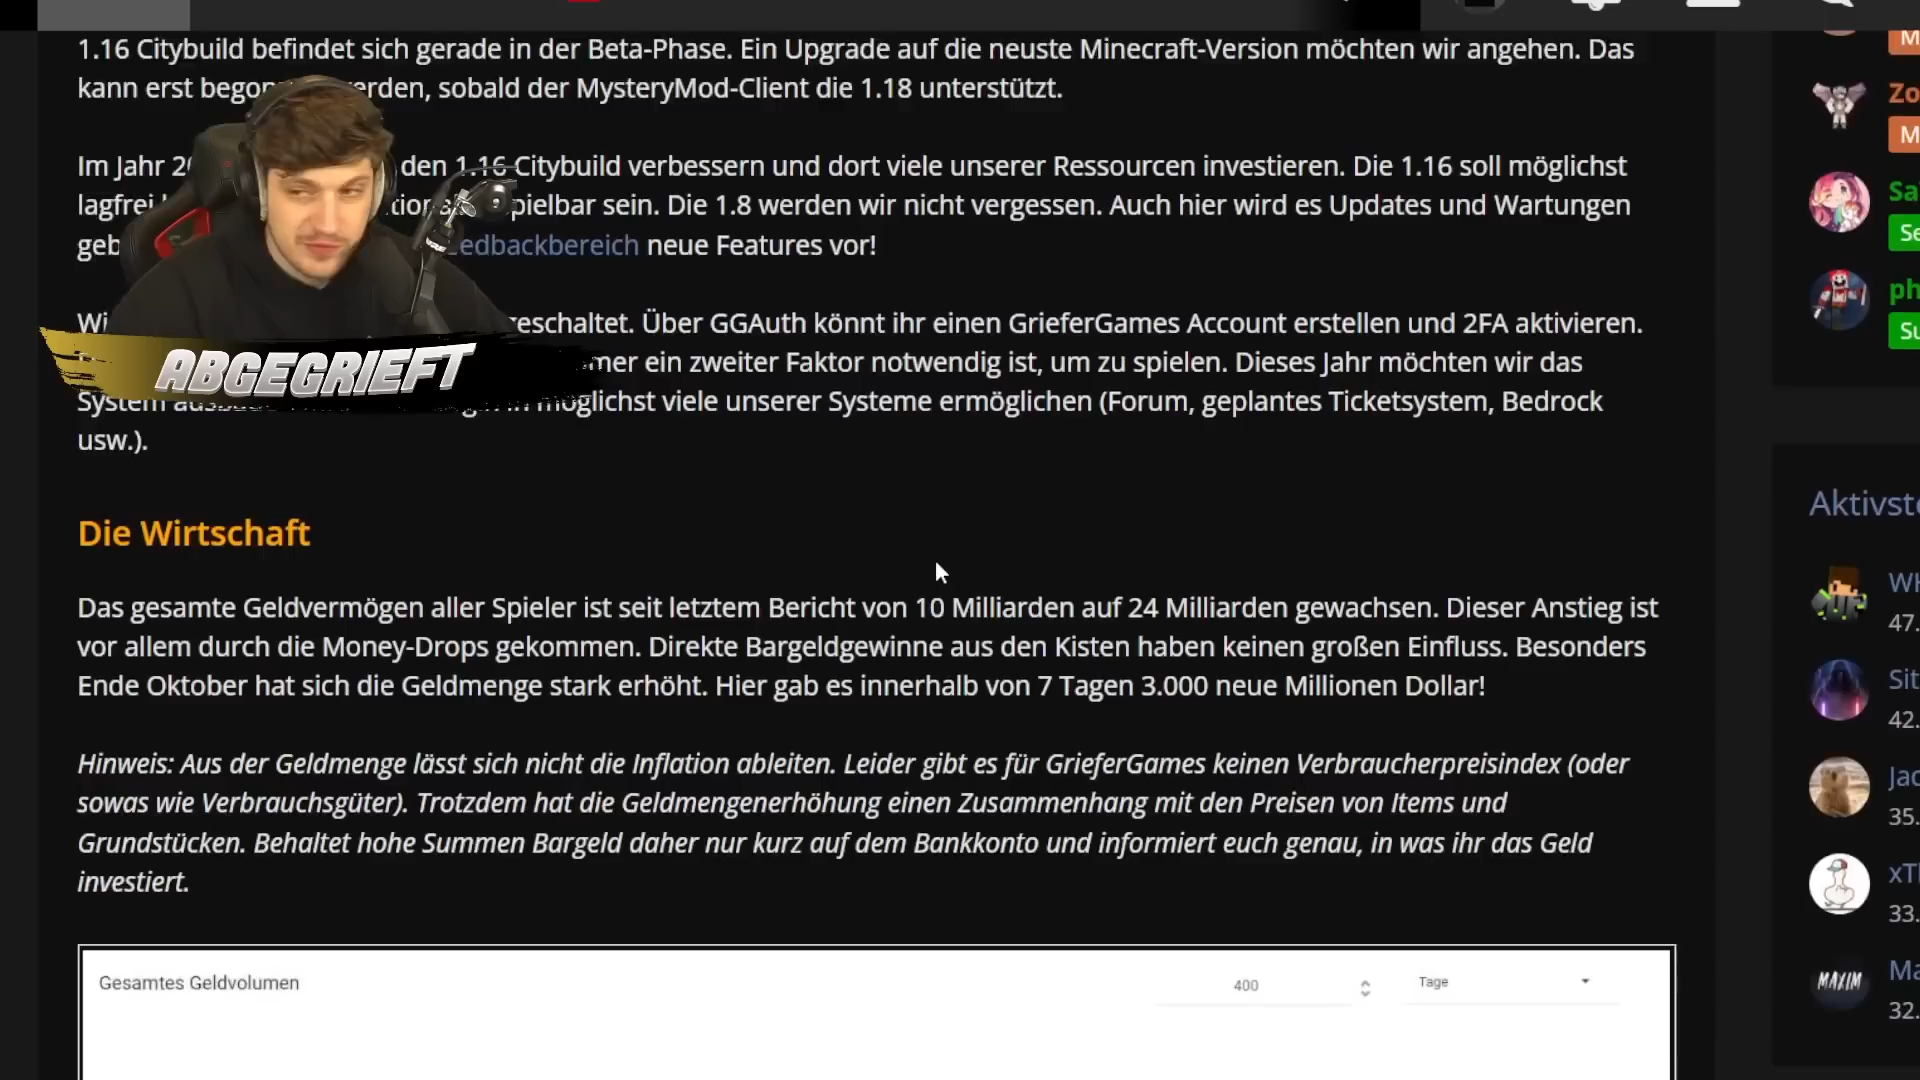 1.16 Citybuild befindet sich gerade in der Beta-Phase. Ein Upgrade auf die neuste Minecraft-Version möchten wir angehen. Das
kann erst erden, sobald der MysteryMod-Client die 1.18 unterstützt.
Im Jahr den 1.16 Citybuild verbessern und dort viele unserer Ressourcen investieren. Die 1.16 soll möglichst
lagfrei pielbar sein. Die 1.8 werden wir nicht vergessen. Auch hier wird es Updates und Wartungen
geb edbackbereich neue Features vor!
Wi eschaltet. Über GGAuth könnt ihr einen GrieferGames Account erstellen und 2FA aktivieren.
mer ein zweiter Faktor notwendig ist, um zu spielen. Dieses Jahr möchten wir das
System möglichst viele unserer Systeme ermöglichen (Forum, geplantes Ticketsystem, Bedrock
usw.).
ABGEGRIEFT
Die Wirtschaft
Das gesamte Geldvermögen aller Spieler ist seit letztem Bericht von 10 Milliarden auf 24 Milliarden gewachsen. Dieser Anstieg ist
vor allem durch die Money-Drops gekommen. Direkte Bargeldgewinne aus den Kisten haben keinen großen Einfluss. Besonders
Ende Oktober hat sich die Geldmenge stark erhöht. Hier gab es innerhalb von 7 Tagen 3.000 neue Millionen Dollar!
Hinweis: Aus der Geldmenge lässt sich nicht die Inflation ableiten. Leider gibt es für GrieferGames keinen Verbraucherpreisindex (oder
sowas wie Verbrauchsgüter). Trotzdem hat die Geldmengenerhöhung einen Zusammenhang mit den Preisen von Items und
Grundstücken. Behaltet hohe Summen Bargeld daher nur kurz auf dem Bankkonto und informiert euch genau, in was ihr das Geld
investiert.
Gesamtes Geldvolumen 400 Tage
M
Zo
M
Sa
Se
ph
Su
Aktivste
47.
Sit
42.
Jac
35.
xTl
33.
Ma
32.
MAXIM